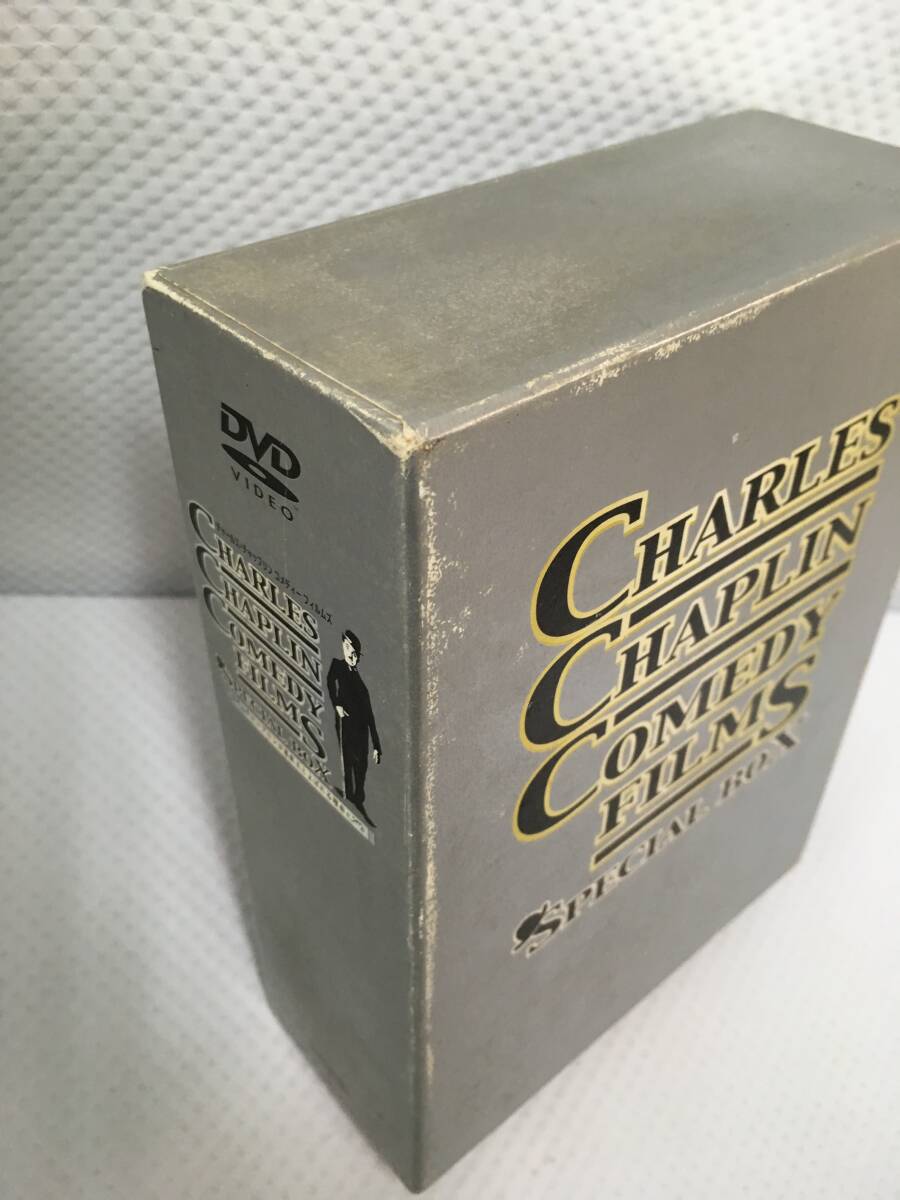 DVD
VIDEO
チャールズ・チャップリン コメディーフィルムズ
CHARLES
CHAPLIN
COMEDY
FILMS
SPECIAL BOX
CHARLES
CHAPLIN
COMEDY
FILMS
SPECIAL BOX